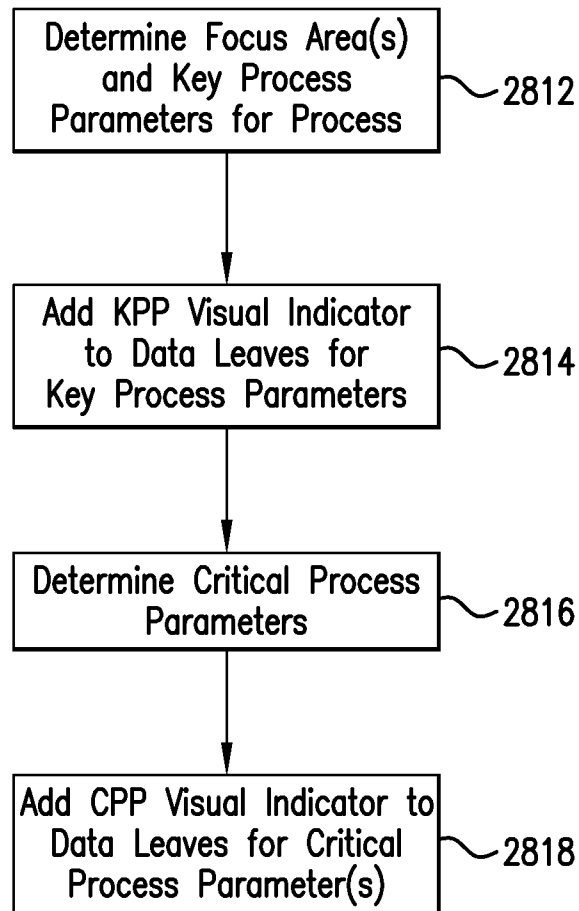 Determine Focus Area(s)
and Key Process
Parameters for Process
2812
Add KPP Visual Indicator
to Data Leaves for
Key Process Parameters
2814
Determine Critical Process
Parameters
2816
Add CPP Visual Indicator to
Data Leaves for Critical
Process Parameter(s)
2818